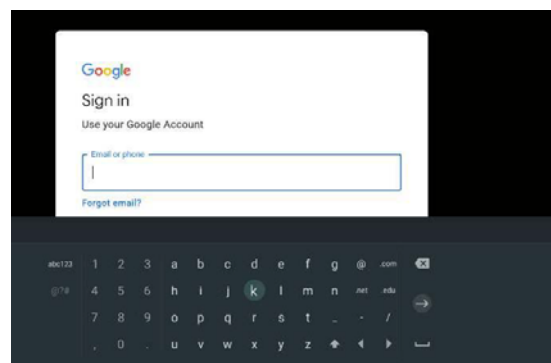 Google
Sign in
Use your Google Account
Email or phone
Forgot email?
abc123 1 2 3 a b c d e f g @ .com
@?# 4 5 6 h i j k l m n .net .edu
7 8 9 o p q r s t _ - /
, 0 . u v w x y z